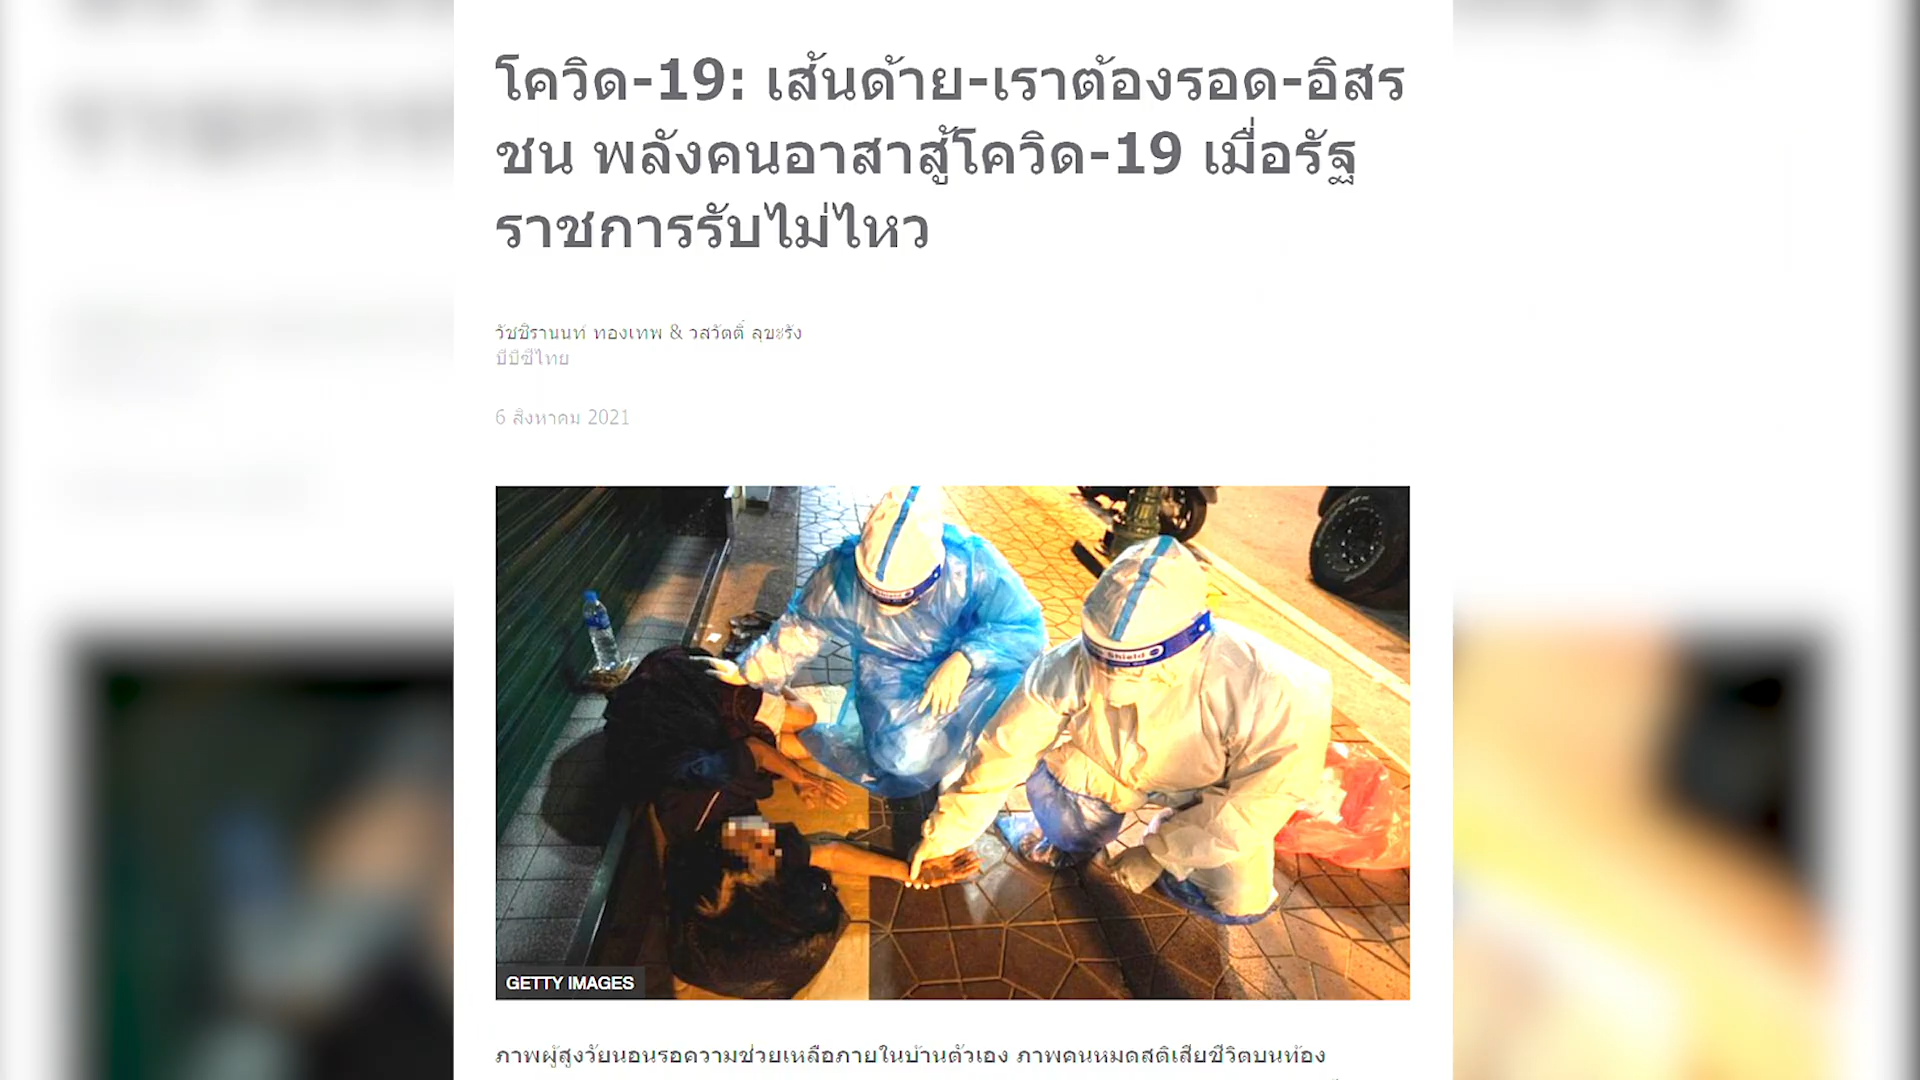 โควิด-19: เส้นด้าย-เราต้องรอด-อิสร
ชน พลังคนอาสาสู้โควิด-19 เมื่อรัฐ
ราชการรับไม่ไหว
วัชชิรานนท์ ทองเทพ & วสวัตติ์ ลุขะรัง
บีบีซีไทย
6 สิงหาคม 2021
Shield
GETTY IMAGES
ภาพผู้สูงวัยนอนรอความช่วยเหลือภายในบ้านตัวเอง ภาพคนหมดสติเสียชีวิตบนท้อง